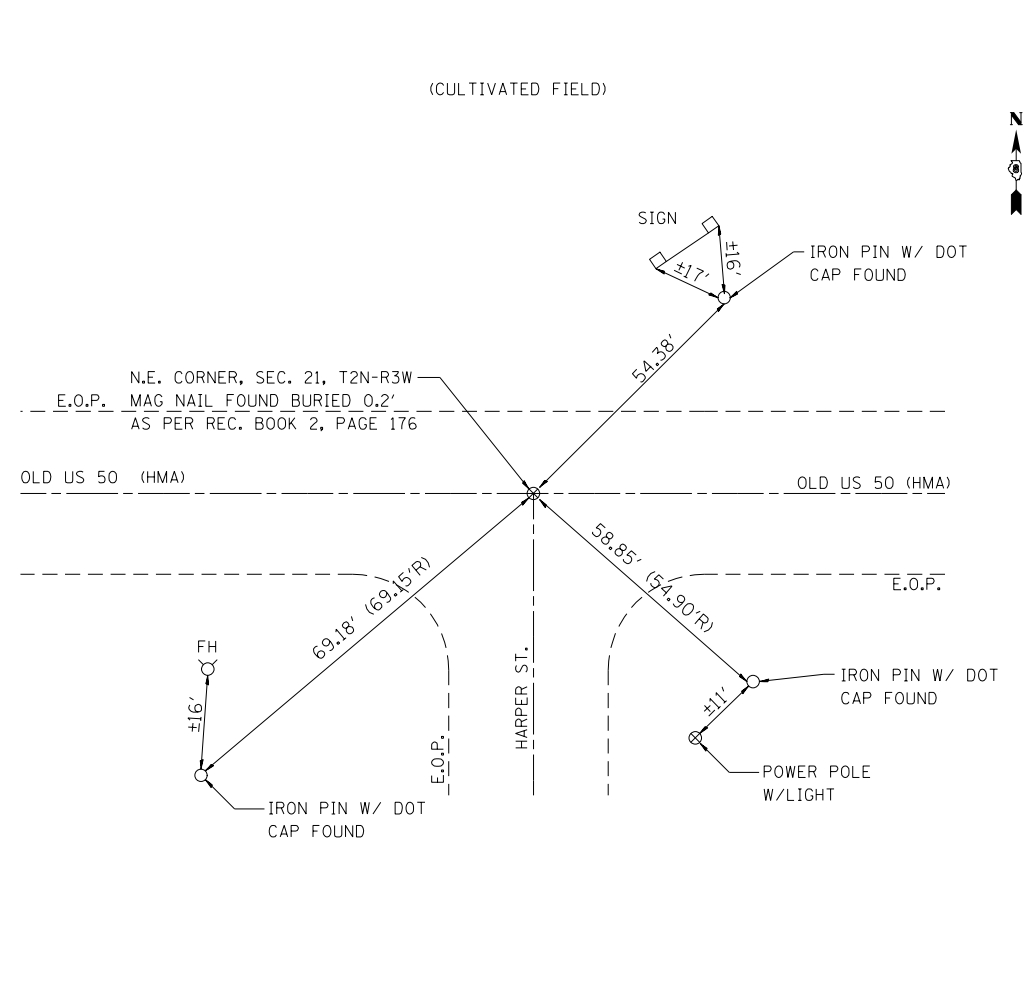 (CULTIVATED FIELD)
N
SIGN
±16'
±17'
IRON PIN W/ DOT
CAP FOUND
54.38'
N.E. CORNER, SEC. 21, T2N-R3W
E.O.P. MAG NAIL FOUND BURIED 0.2'
AS PER REC. BOOK 2, PAGE 176
OLD US 50 (HMA)
OLD US 50 (HMA)
58.85' (54.90'R)
69.18' (69.15'R)
E.O.P.
FH
±16'
HARPER ST.
E.O.P.
IRON PIN W/ DOT
CAP FOUND
±11'
POWER POLE
W/LIGHT
IRON PIN W/ DOT
CAP FOUND